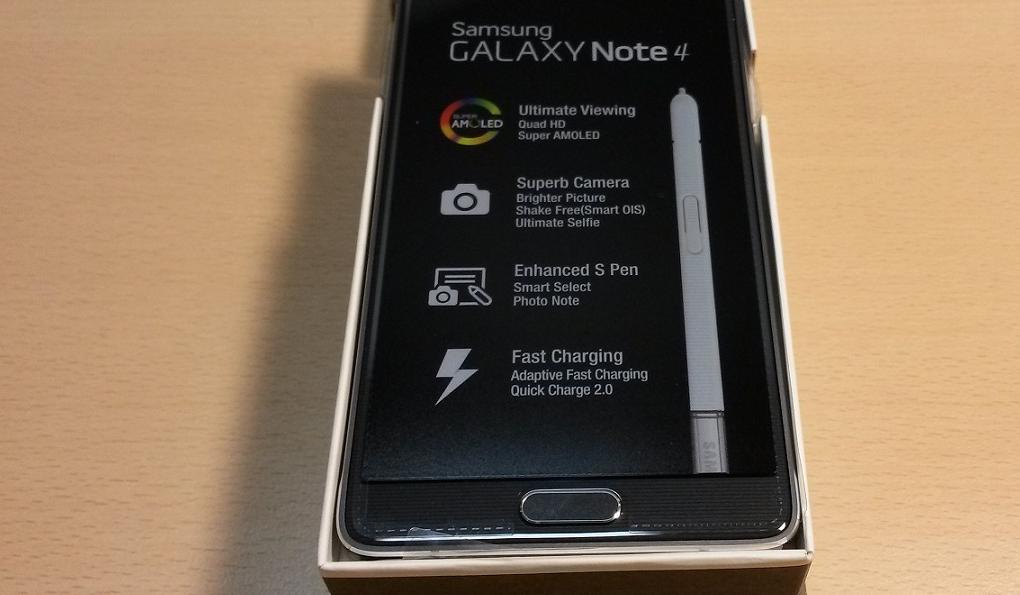 Samsung
GALAXY Note 4
SUPER
AMOLED
Ultimate Viewing
Quad HD
Super AMOLED
Superb Camera
Brighter Picture
Shake Free(Smart OIS)
Ultimate Selfie
Enhanced S Pen
Smart Select
Photo Note
Fast Charging
Adaptive Fast Charging
Quick Charge 2.0
SAM